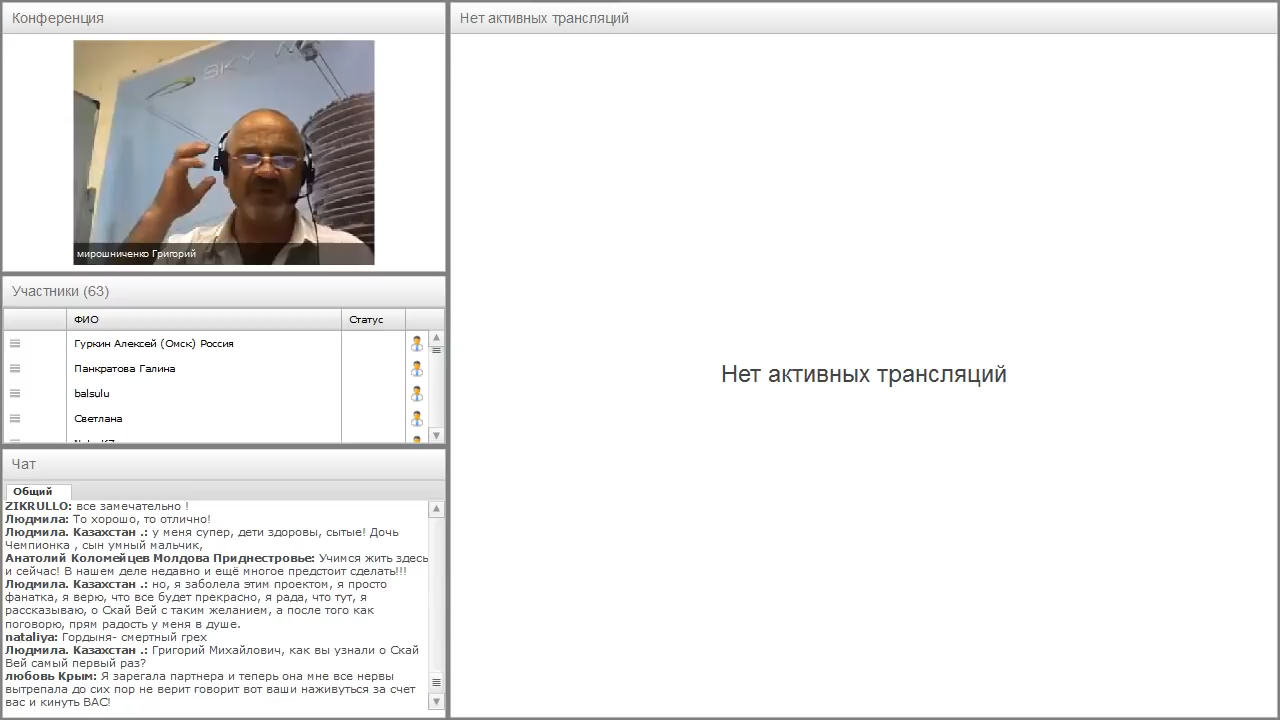 Конференция
Нет активных трансляций
SKY
мирошниченко Григорий
Участники (63)
ФИО
Статус
Гуркин Алексей (Омск) Россия
Панкратова Галина
balsulu
Светлана
Чат
Общий
ZIKRULLO: все замечательно !
Людмила: То хорошо, то отлично!
Людмила. Казахстан .: у меня супер, дети здоровы, сытые! Дочь
Чемпионка , сын умный мальчик,
Анатолий Коломейцев Молдова Приднестровье: Учимся жить здесь
и сейчас! В нашем деле недавно и ещё многое предстоит сделать!!!
Людмила. Казахстан .: но, я заболела этим проектом, я просто
фанатка, я верю, что все будет прекрасно, я рада, что тут, я
рассказываю, о Скай Вей с таким желанием, а после того как
поговорю, прям радость у меня в душе.
nataliya: Гордыня- смертный грех
Людмила. Казахстан .: Григорий Михайлович, как вы узнали о Скай
Вей самый первый раз?
любовь Крым: Я зарегала партнера и теперь она мне все нервы
вытрепала до сих пор не верит говорит вот ваши наживуться за счет
вас и кинуть ВАС!
Нет активных трансляций